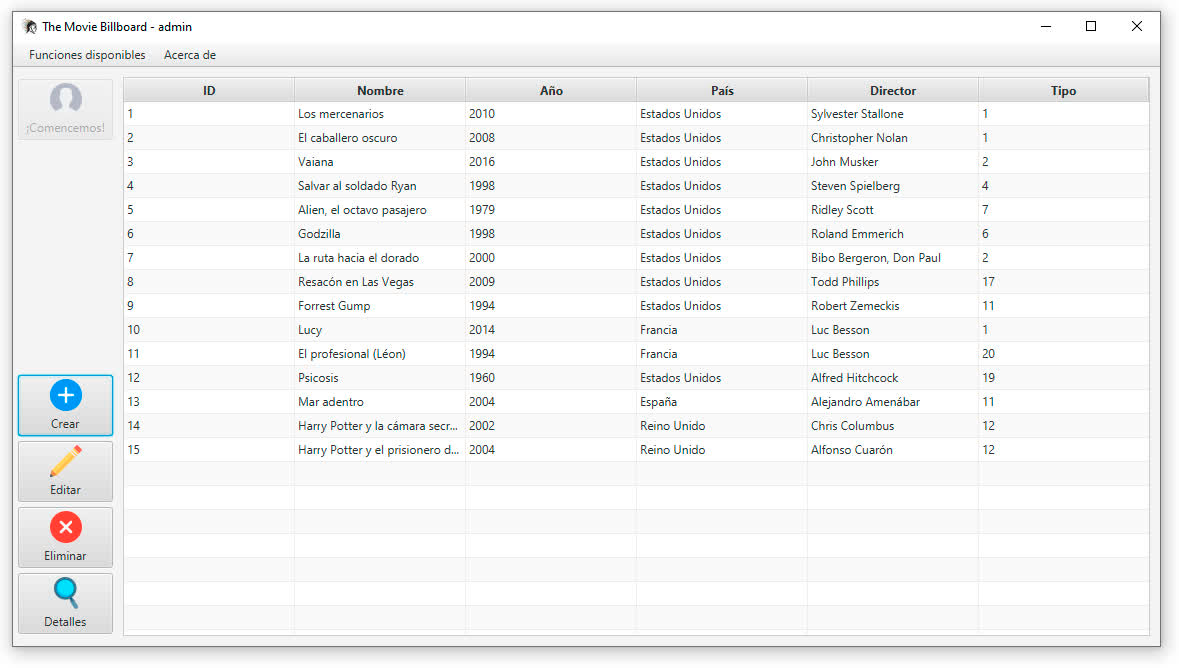 The Movie Billboard - admin
Funciones disponibles Acerca de
¡Comencemos!
ID Nombre Año País Director Tipo
1 Los mercenarios 2010 Estados Unidos Sylvester Stallone 1
2 El caballero oscuro 2008 Estados Unidos Christopher Nolan 1
3 Vaiana 2016 Estados Unidos John Musker 2
4 Salvar al soldado Ryan 1998 Estados Unidos Steven Spielberg 4
5 Alien, el octavo pasajero 1979 Estados Unidos Ridley Scott 7
6 Godzilla 1998 Estados Unidos Roland Emmerich 6
7 La ruta hacia el dorado 2000 Estados Unidos Bibo Bergeron, Don Paul 2
8 Resacón en Las Vegas 2009 Estados Unidos Todd Phillips 17
9 Forrest Gump 1994 Estados Unidos Robert Zemeckis 11
10 Lucy 2014 Francia Luc Besson 1
11 El profesional (Léon) 1994 Francia Luc Besson 20
12 Psicosis 1960 Estados Unidos Alfred Hitchcock 19
13 Mar adentro 2004 España Alejandro Amenábar 11
14 Harry Potter y la cámara secr... 2002 Reino Unido Chris Columbus 12
15 Harry Potter y el prisionero d... 2004 Reino Unido Alfonso Cuarón 12
Crear
Editar
Eliminar
Detalles